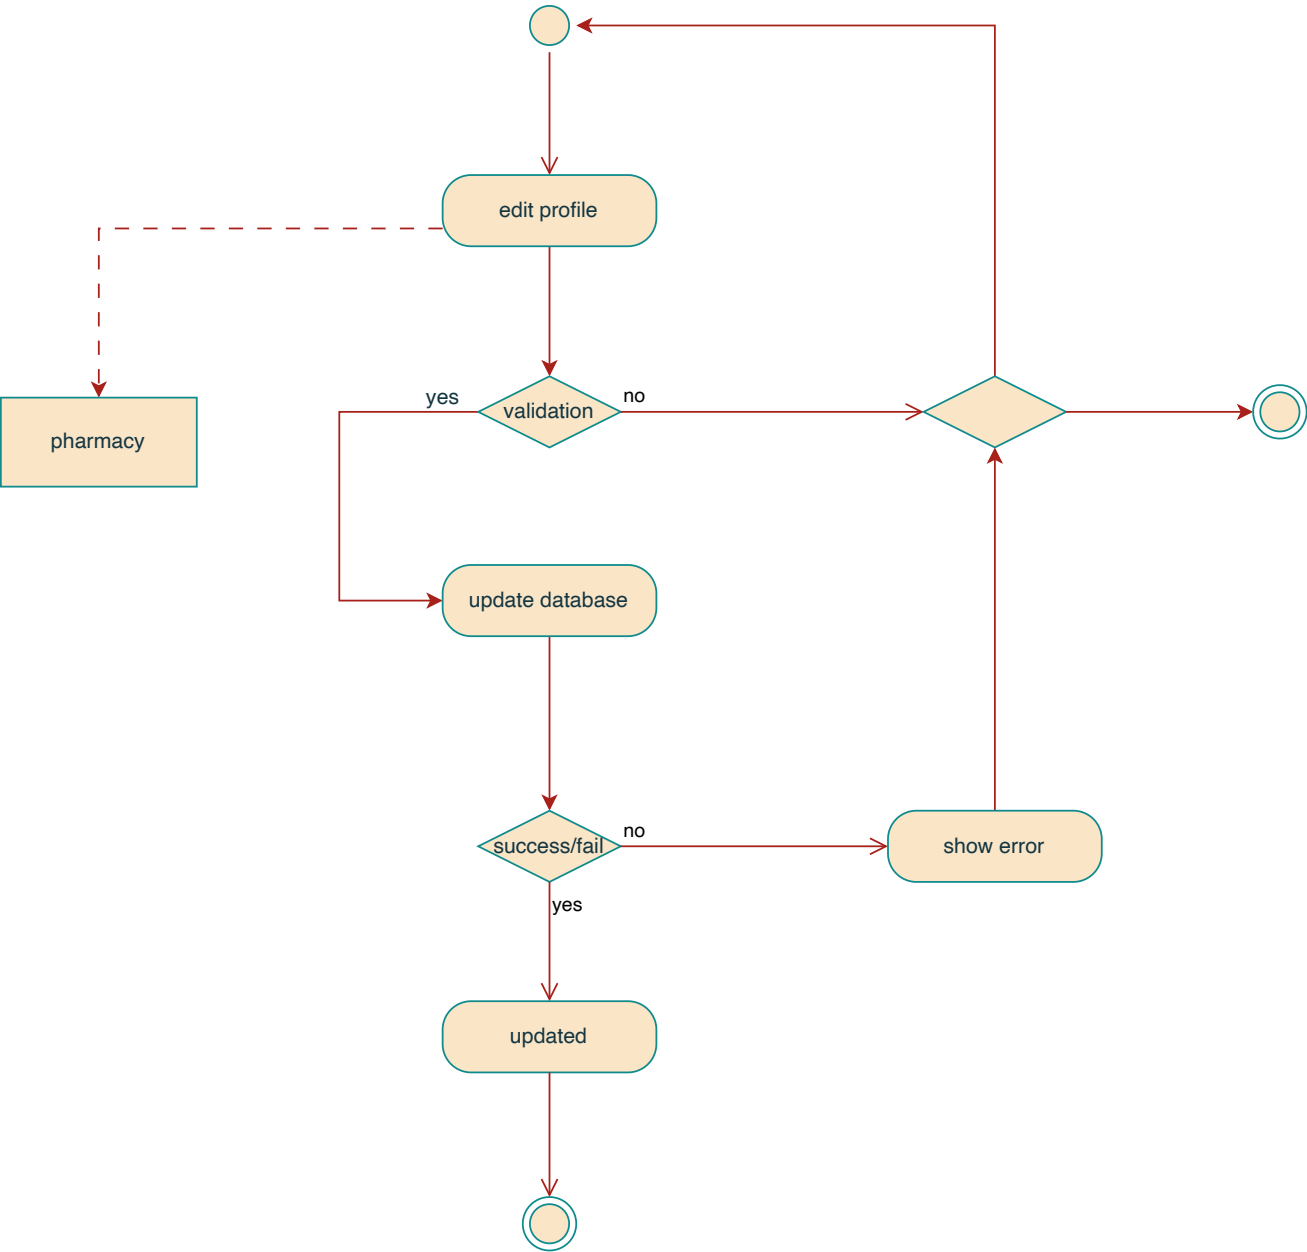 edit profile
yes
no
validation
pharmacy
update database
no
success/fail
show error
yes
updated